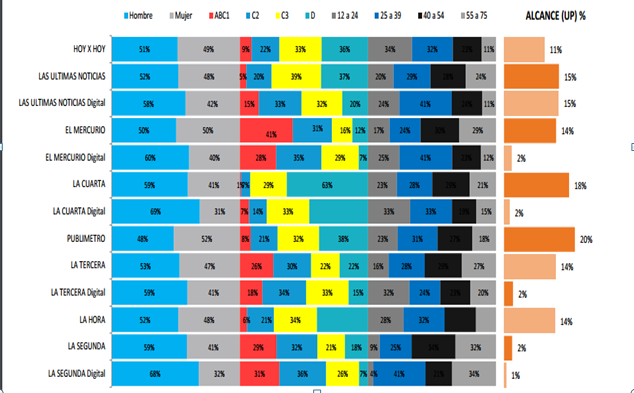 Hombre Mujer ABC1 C2 C3 D 12 a 24 25 a 39 40 a 54 55 a 75 ALCANCE (UP) %
HOY X HOY 51% 49% 9% 22% 33% 36% 34% 32% 11% 11%
LAS ULTIMAS NOTICIAS 52% 48% 5% 20% 39% 37% 20% 29% 24% 15%
LAS ULTIMAS NOTICIAS Digital 58% 42% 15% 33% 32% 20% 24% 41% 11% 15%
EL MERCURIO 50% 50% 41% 31% 16% 12% 17% 24% 30% 29% 14%
EL MERCURIO Digital 60% 40% 28% 35% 29% 7% 25% 41% 12% 2%
LA CUARTA 59% 41% 29% 63% 23% 28% 21% 18%
LA CUARTA Digital 69% 31% 7% 14% 33% 33% 33% 15% 2%
PUBLIMETRO 48% 52% 8% 21% 32% 38% 23% 31% 18% 20%
LA TERCERA 53% 47% 26% 30% 22% 22% 16% 28% 27% 14%
LA TERCERA Digital 59% 41% 18% 34% 33% 15% 32% 24% 20% 2%
LA HORA 52% 48% 6% 21% 34% 28% 32% 14%
LA SEGUNDA 59% 41% 29% 32% 21% 18% 9% 25% 32% 2%
LA SEGUNDA Digital 68% 32% 31% 36% 26% 7% 4% 41% 34% 1%